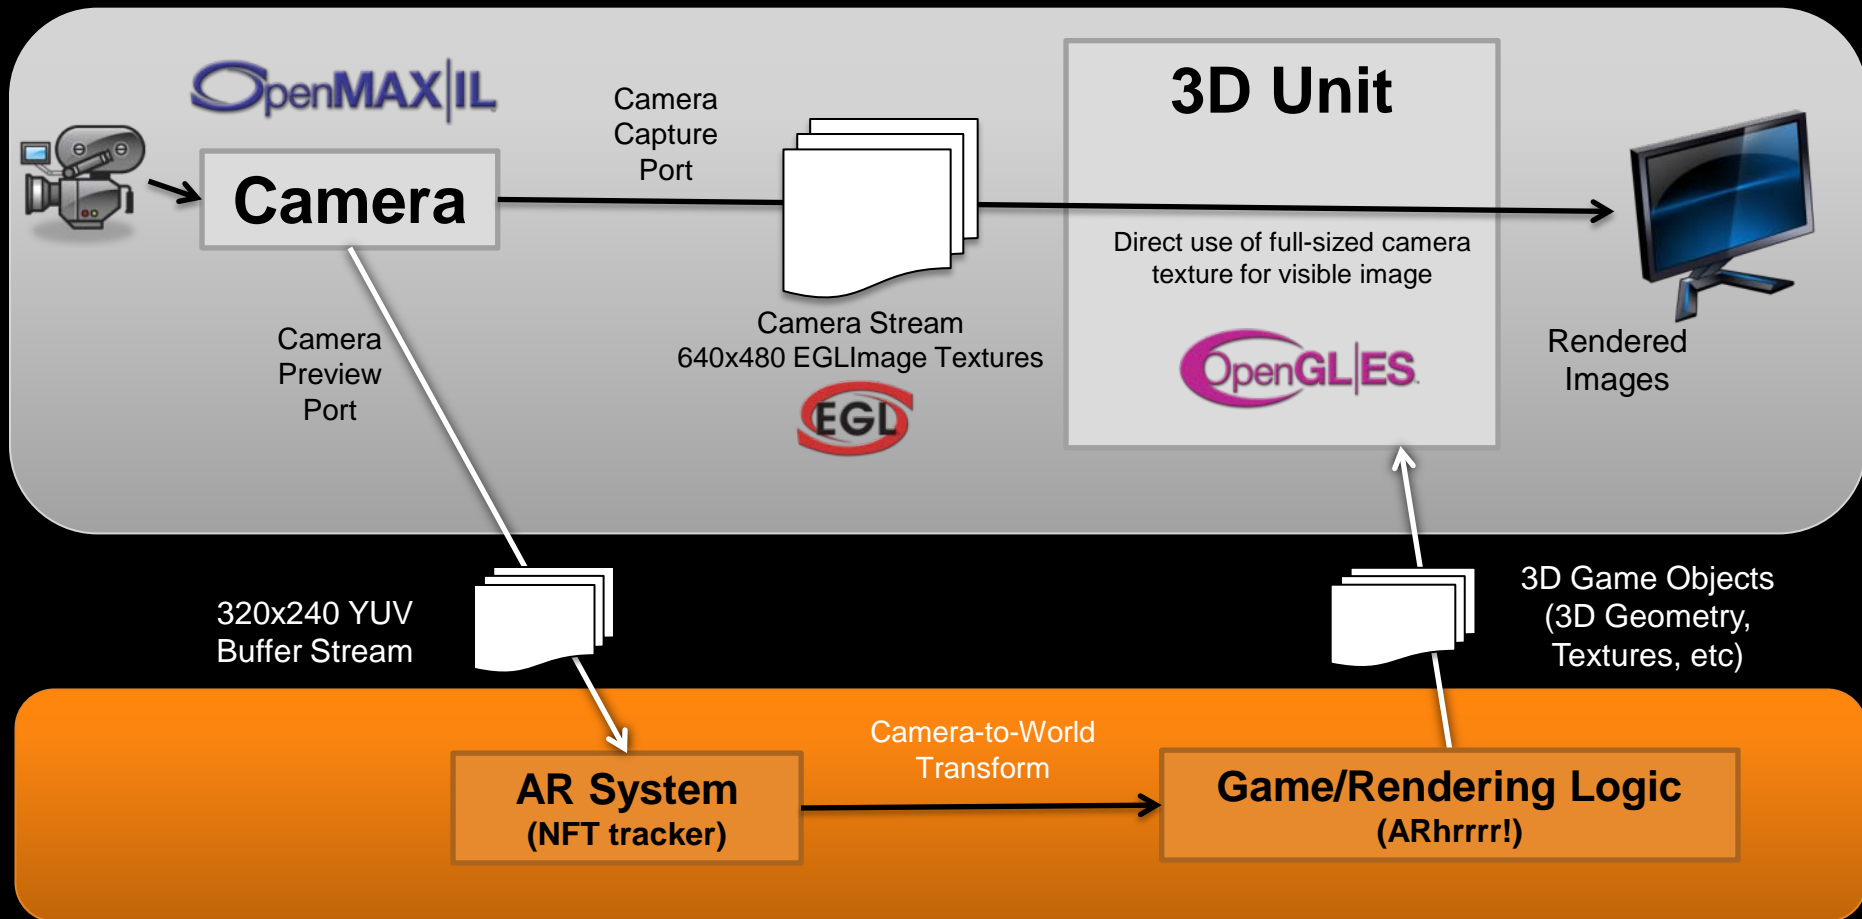 OpenMAX|IL
Camera
Capture
Port
3D Unit
Camera
Direct use of full-sized camera
texture for visible image
Camera Stream
640x480 EGLImage Textures
EGL
OpenGL|ES™
Rendered
Images
Camera
Preview
Port
320x240 YUV
Buffer Stream
3D Game Objects
(3D Geometry,
Textures, etc)
Camera-to-World
Transform
AR System
(NFT tracker)
Game/Rendering Logic
(ARhrrrr!)